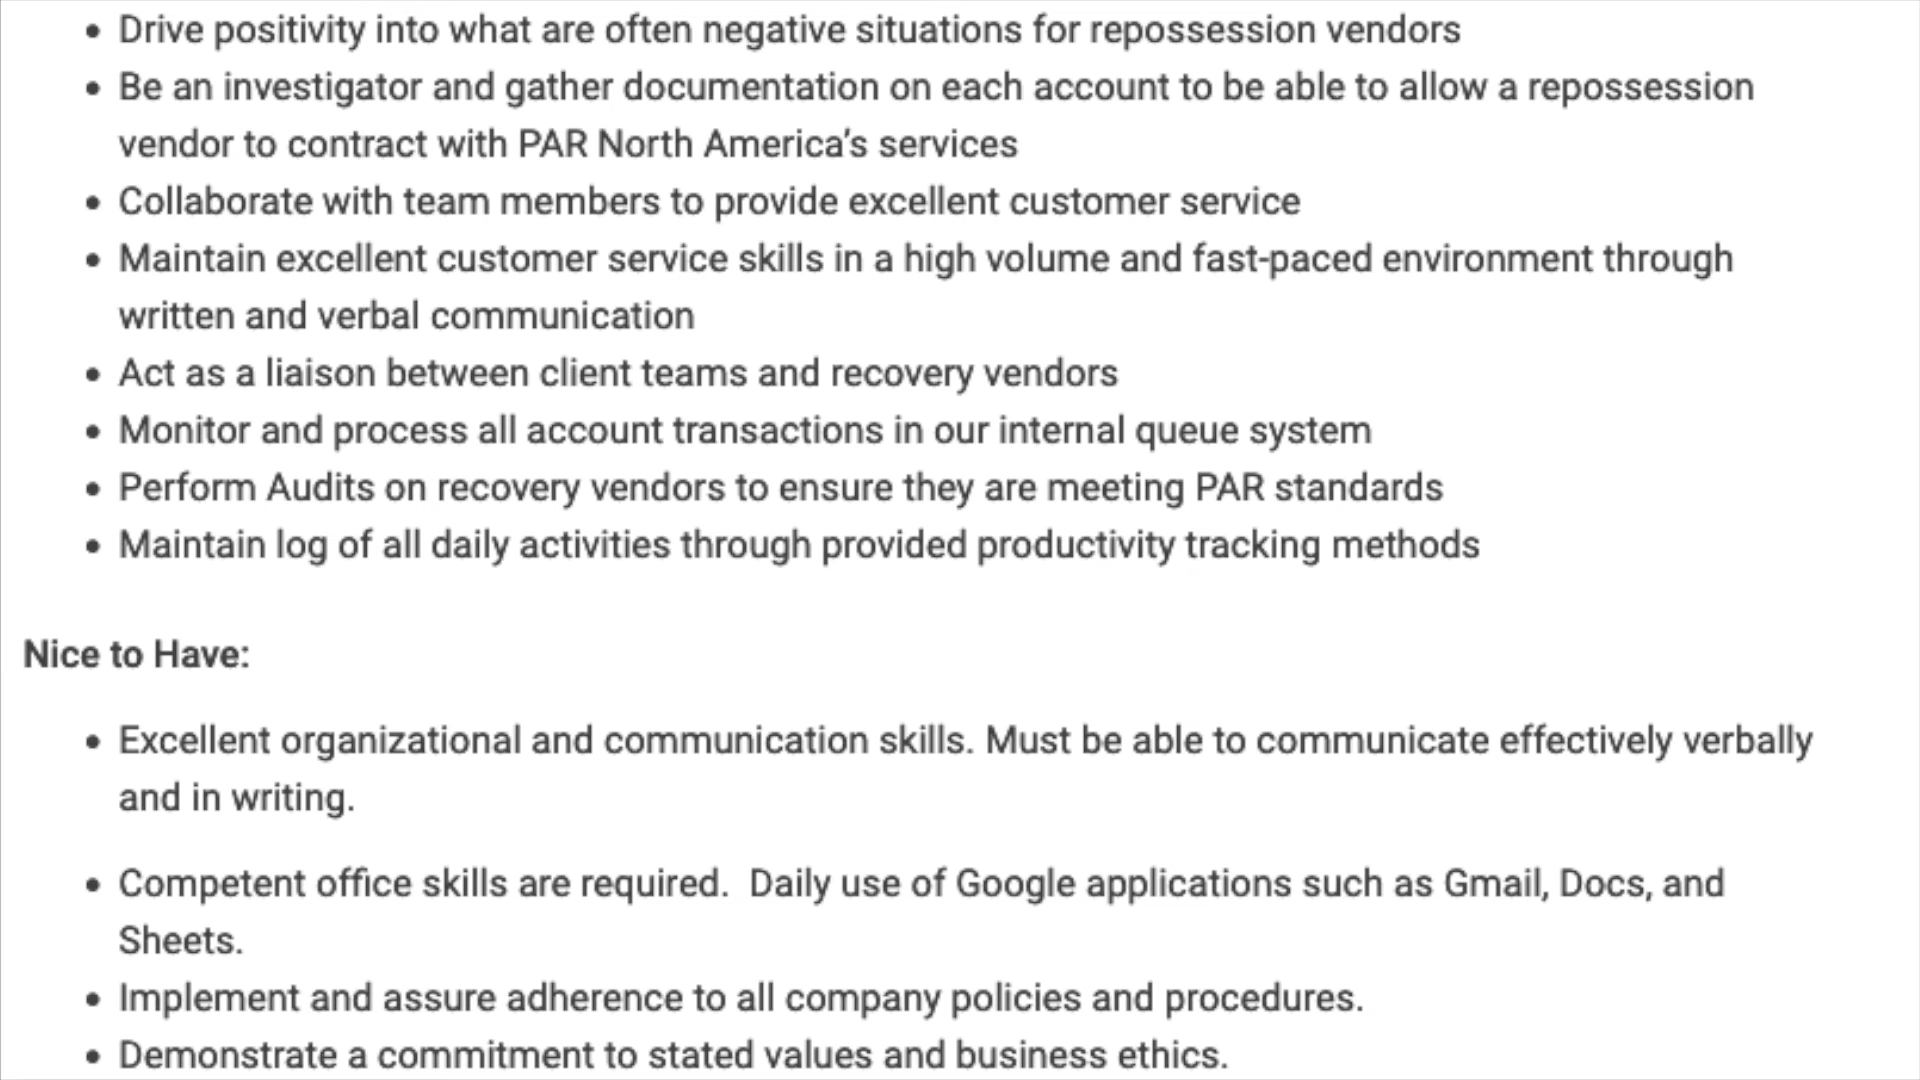 • Drive positivity into what are often negative situations for repossession vendors
• Be an investigator and gather documentation on each account to be able to allow a repossession
vendor to contract with PAR North America’s services
• Collaborate with team members to provide excellent customer service
• Maintain excellent customer service skills in a high volume and fast-paced environment through
written and verbal communication
• Act as a liaison between client teams and recovery vendors
• Monitor and process all account transactions in our internal queue system
• Perform Audits on recovery vendors to ensure they are meeting PAR standards
• Maintain log of all daily activities through provided productivity tracking methods
Nice to Have:
• Excellent organizational and communication skills. Must be able to communicate effectively verbally
and in writing.
• Competent office skills are required.  Daily use of Google applications such as Gmail, Docs, and
Sheets.
• Implement and assure adherence to all company policies and procedures.
• Demonstrate a commitment to stated values and business ethics.